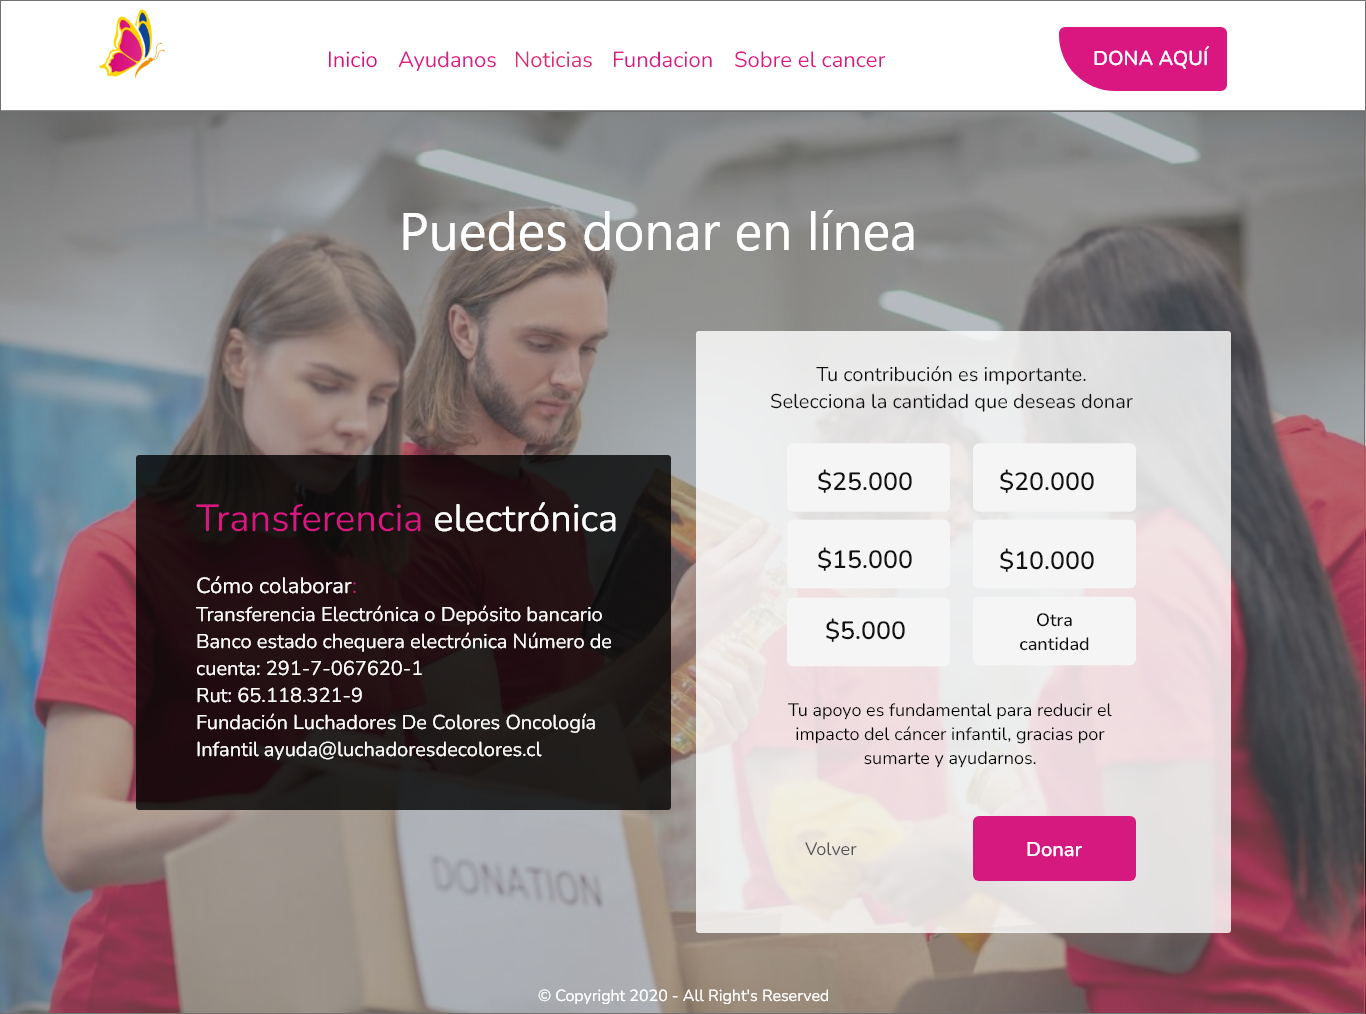 Inicio Ayudanos Noticias Fundacion Sobre el cancer
DONA AQUÍ
Puedes donar en línea
Transferencia electrónica
Cómo colaborar:
Transferencia Electrónica o Depósito bancario
Banco estado chequera electrónica Número de
cuenta: 291-7-067620-1
Rut: 65.118.321-9
Fundación Luchadores De Colores Oncología
Infantil ayuda@luchadoresdecolores.cl
Tu contribución es importante.
Selecciona la cantidad que deseas donar
$25.000
$20.000
$15.000
$10.000
$5.000
Otra
cantidad
Tu apoyo es fundamental para reducir el
impacto del cáncer infantil, gracias por
sumarte y ayudarnos.
Volver
Donar
DONATION
© Copyright 2020 - All Right's Reserved